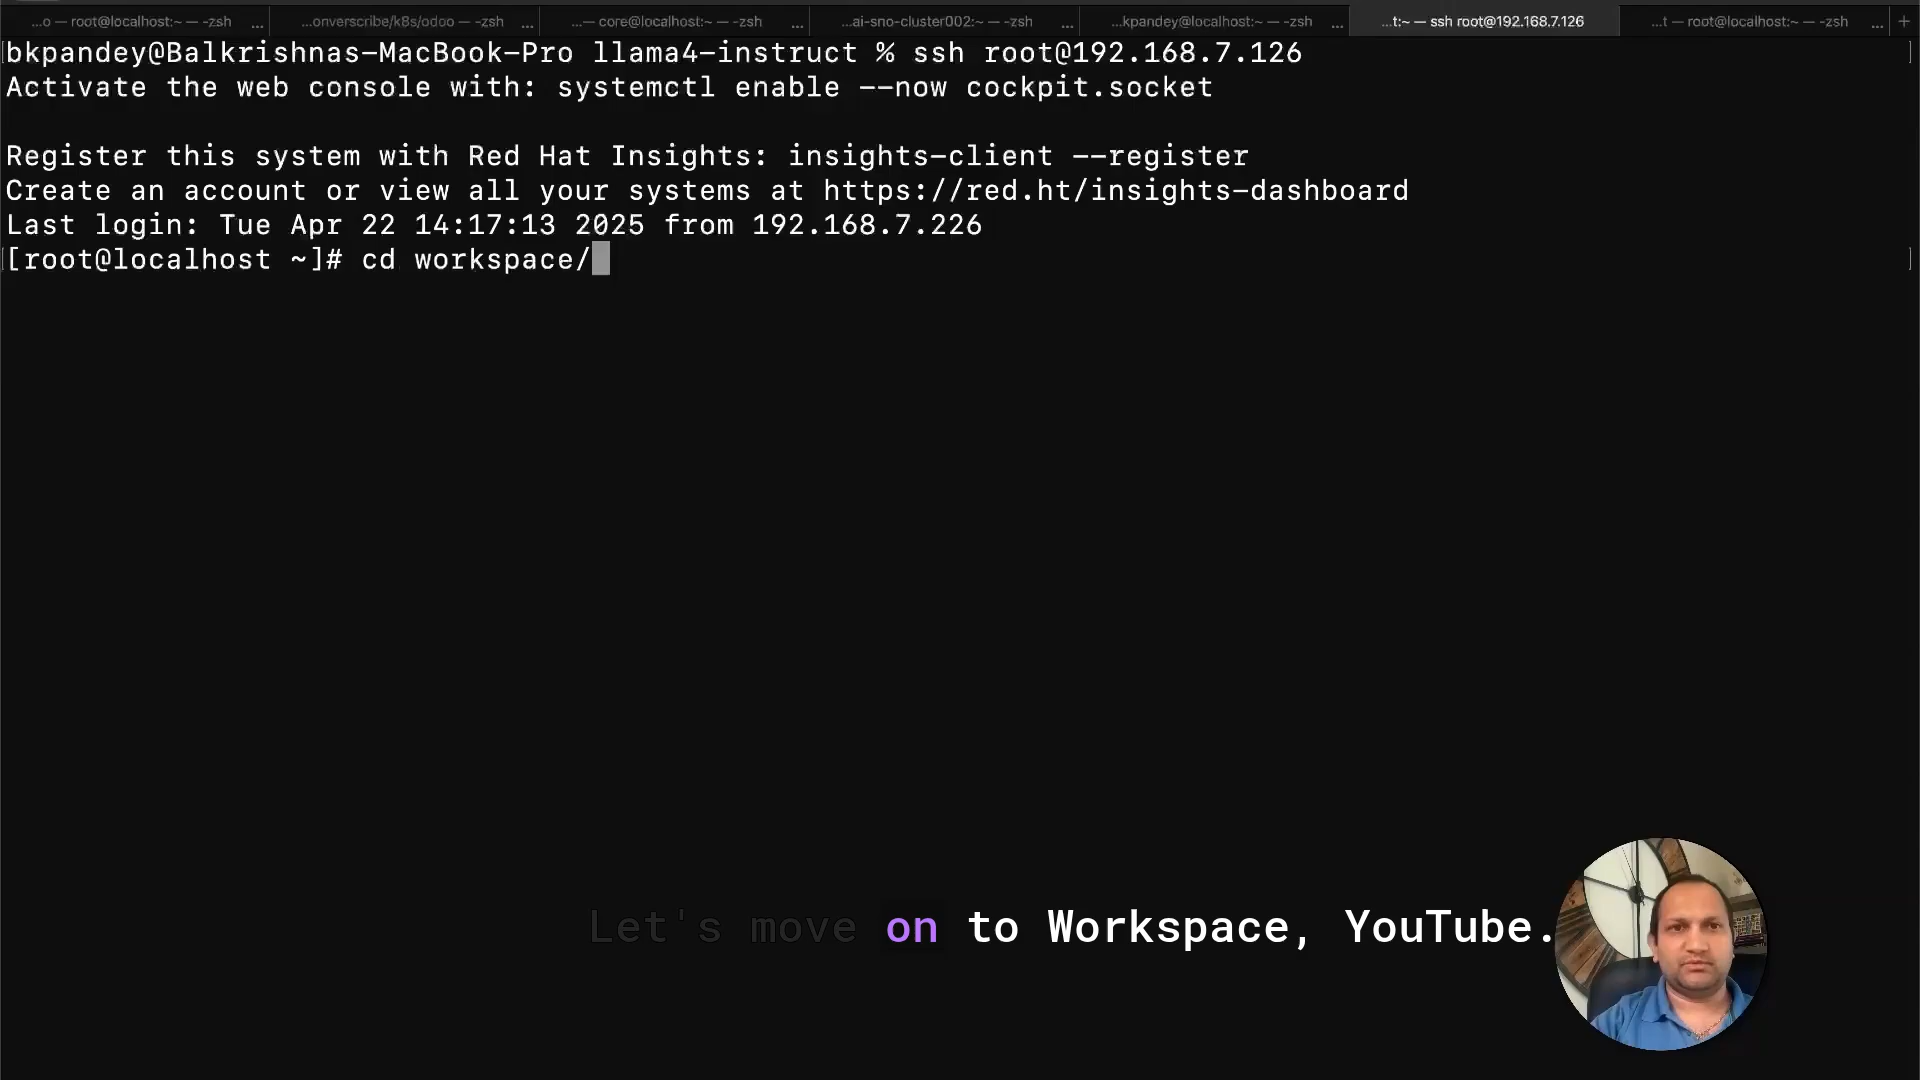 ...o — root@localhost:~ — -zsh ... ...onverscribe/k8s/odoo — -zsh ... ...— core@localhost:~ — -zsh ... ...ai-sno-cluster002:~ — -zsh ... ...kpandey@localhost:~ — -zsh ... ...t:~ — ssh root@192.168.7.126 ...t — root@localhost:~ — -zsh ... +
[bkpandey@Balkrishnas-MacBook-Pro llama4-instruct % ssh root@192.168.7.126 ]
Activate the web console with: systemctl enable --now cockpit.socket
Register this system with Red Hat Insights: insights-client --register
Create an account or view all your systems at https://red.ht/insights-dashboard
Last login: Tue Apr 22 14:17:13 2025 from 192.168.7.226
[[root@localhost ~]# cd workspace/ ]
Let's move on to Workspace, YouTube.